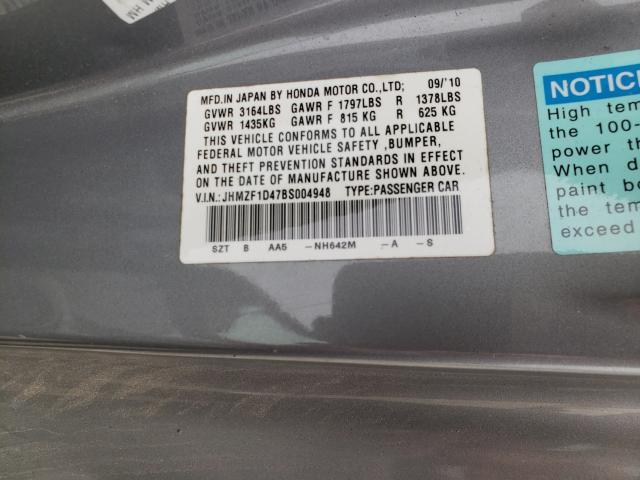 MFD.IN JAPAN BY HONDA MOTOR CO.,LTD; 09/'10
GVWR 3164LBS GAWR F 1797LBS R 1378LBS
GVWR 1435KG GAWR F 815 KG R 625 KG
THIS VEHICLE CONFORMS TO ALL APPLICABLE
FEDERAL MOTOR VEHICLE SAFETY ,BUMPER,
AND THEFT PREVENTION STANDARDS IN EFFECT
ON THE DATE OF MANUFACTURE SHOWN ABOVE.
V.I.N.: JHMZF1D47BS004948 TYPE:PASSENGER CAR
SZT B AA5 -NH642M -A -S
NOTIC
High tem
the 100-
power th
When d
paint b
the tem
exceed